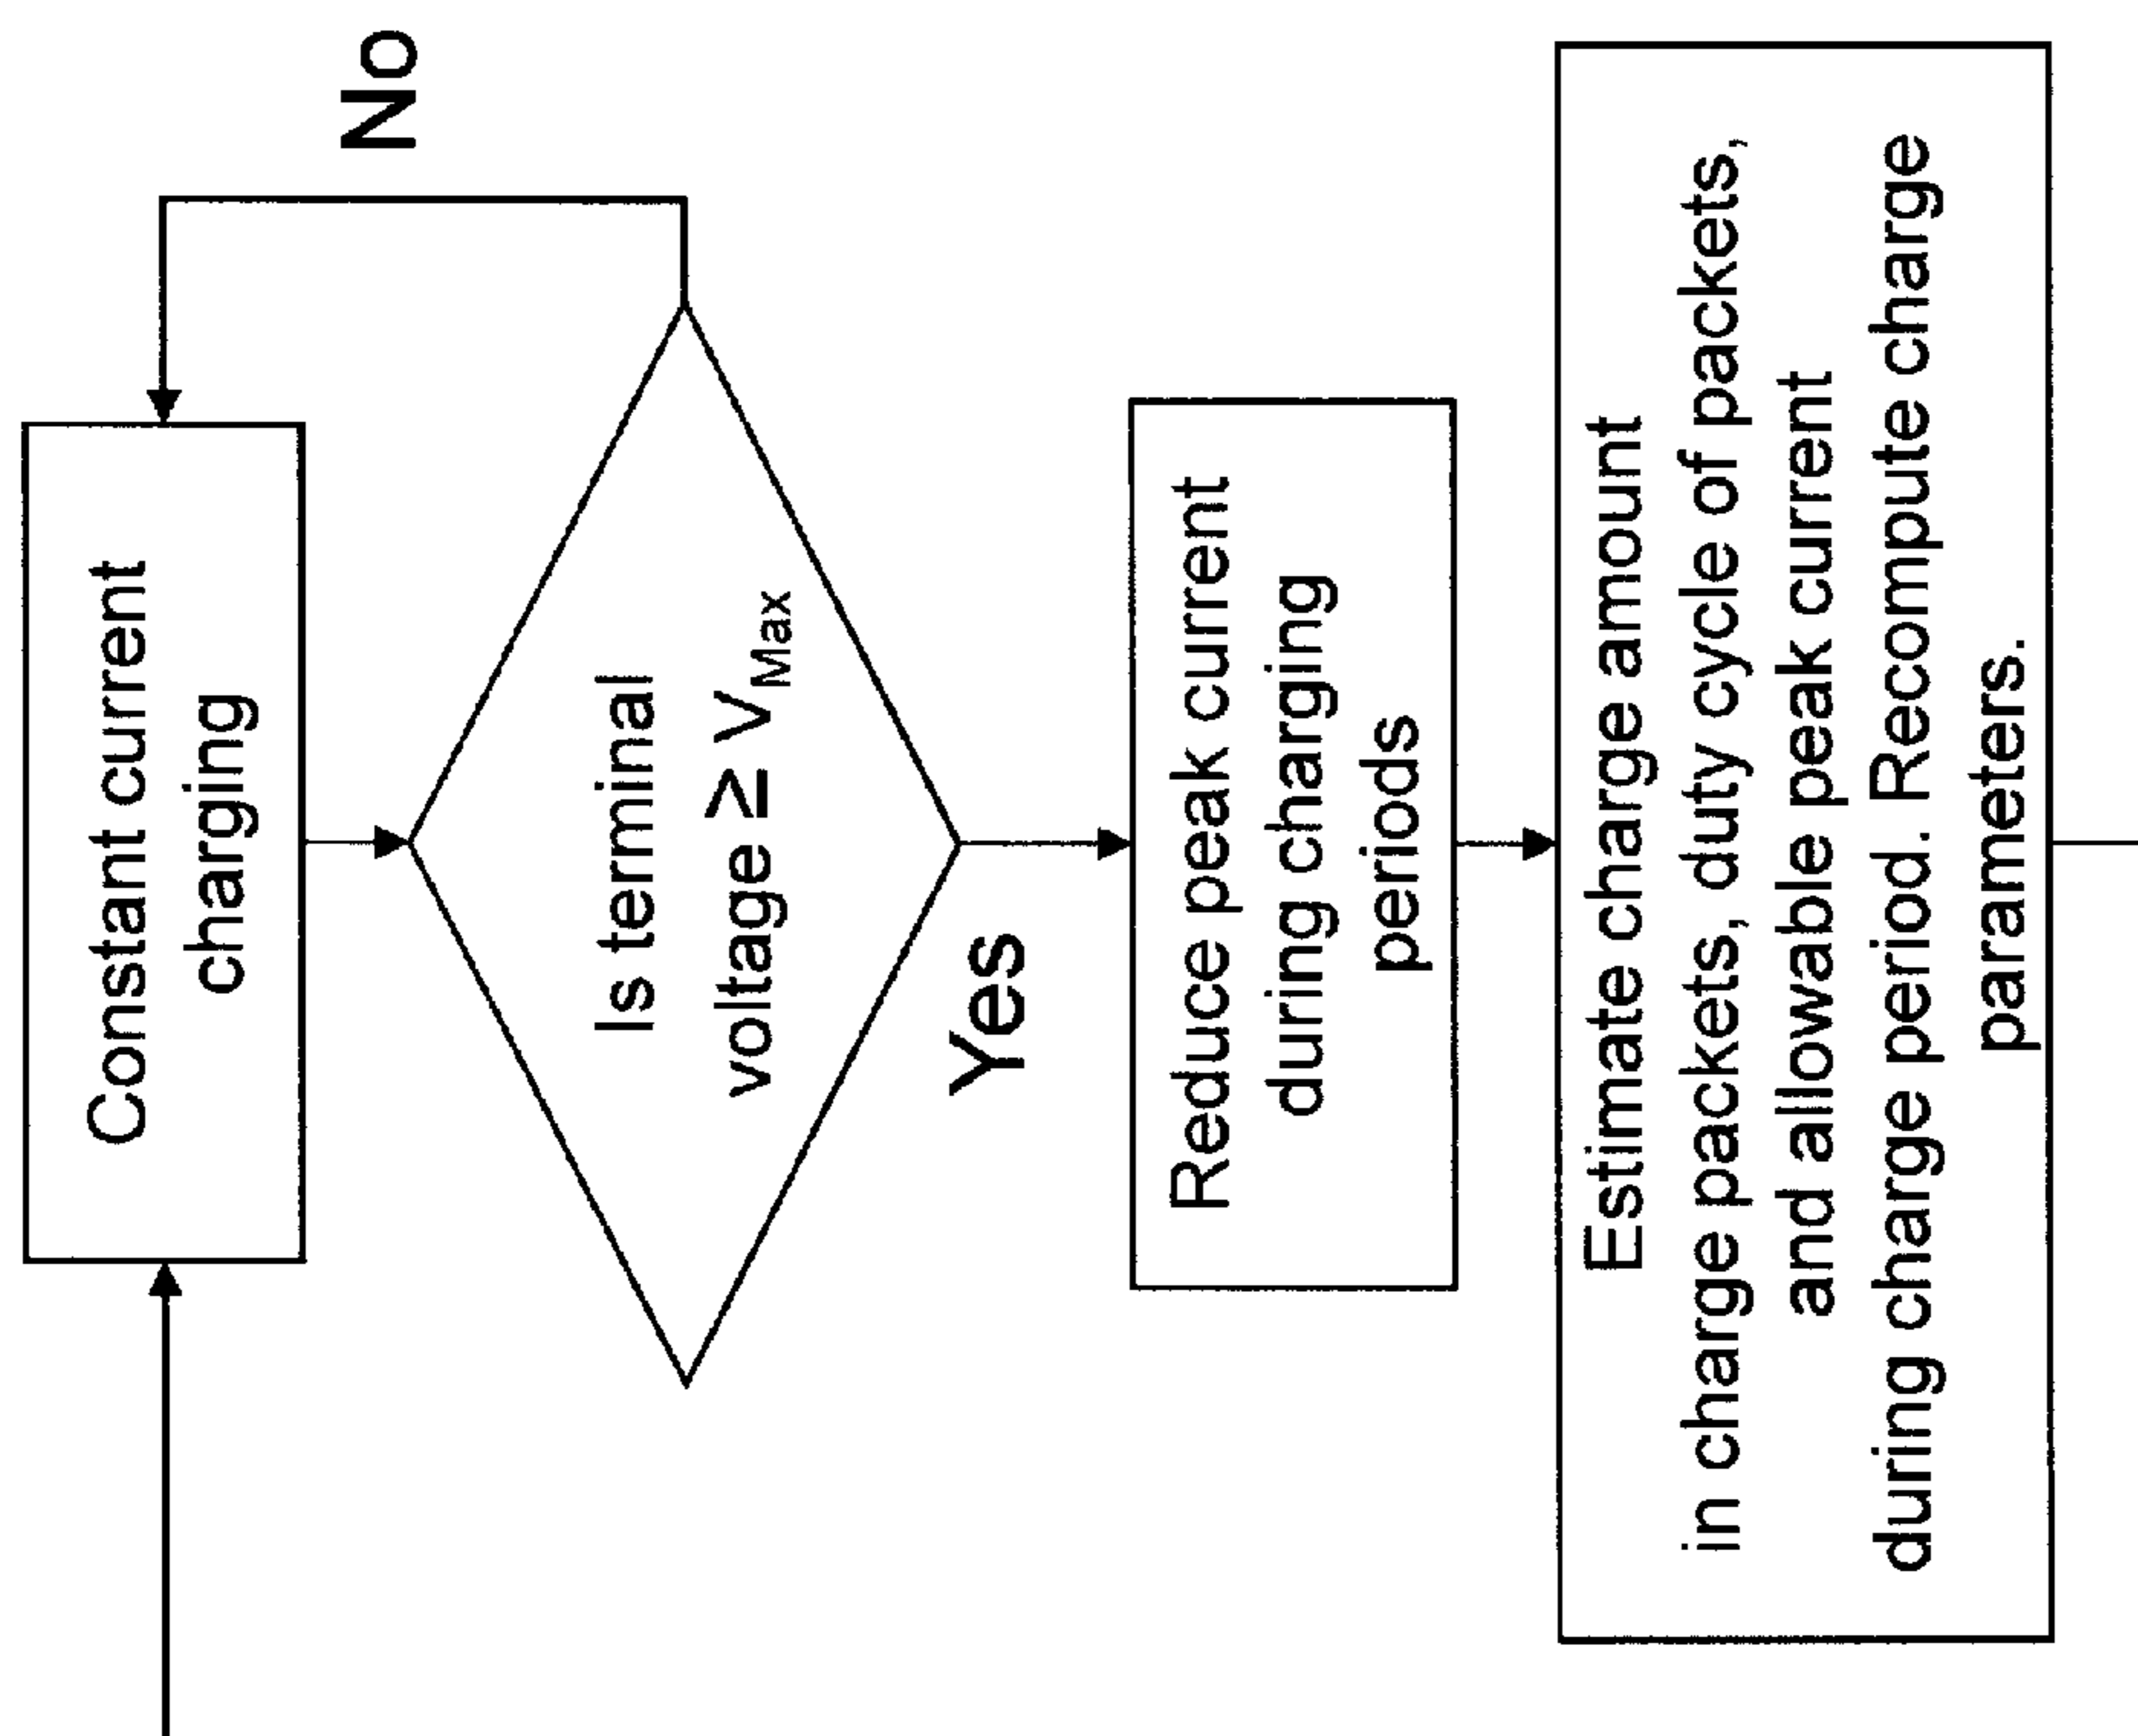 Constant current
charging
No
Is terminal
voltage ≥ VMax
Yes
Reduce peak current
during charging
periods
Estimate charge amount
in charge packets, duty cycle of packets,
and allowable peak current
during charge period. Recompute charge
parameters.